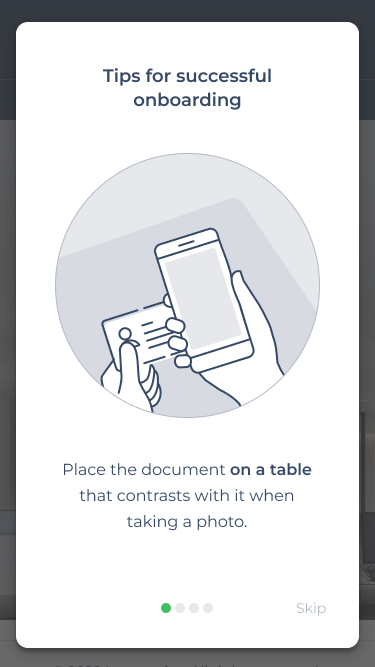 Tips for successful
onboarding
Place the document on a table
that contrasts with it when
taking a photo.
Skip